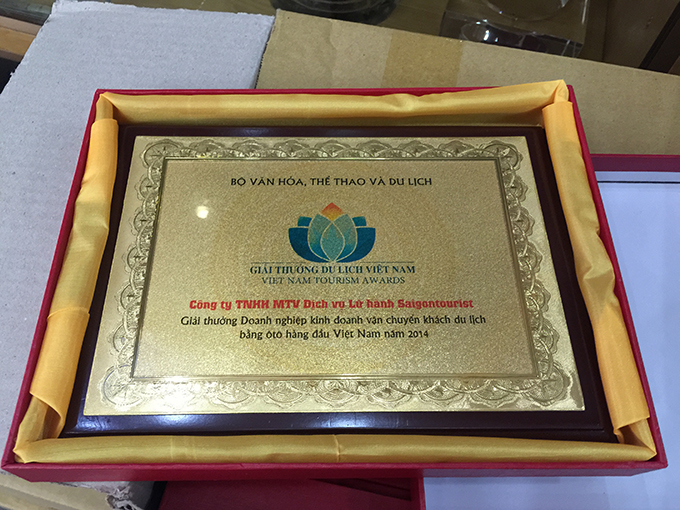 BỘ VĂN HÓA, THỂ THAO VÀ DU LỊCH
GIẢI THƯỞNG DU LỊCH VIỆT NAM
VIET NAM TOURISM AWARDS
Công ty TNHH MTV Dịch vụ Lữ hành Saigontourist
Giải thưởng Doanh nghiệp kinh doanh vận chuyển khách du lịch
bằng ôtô hàng đầu Việt Nam năm 2014